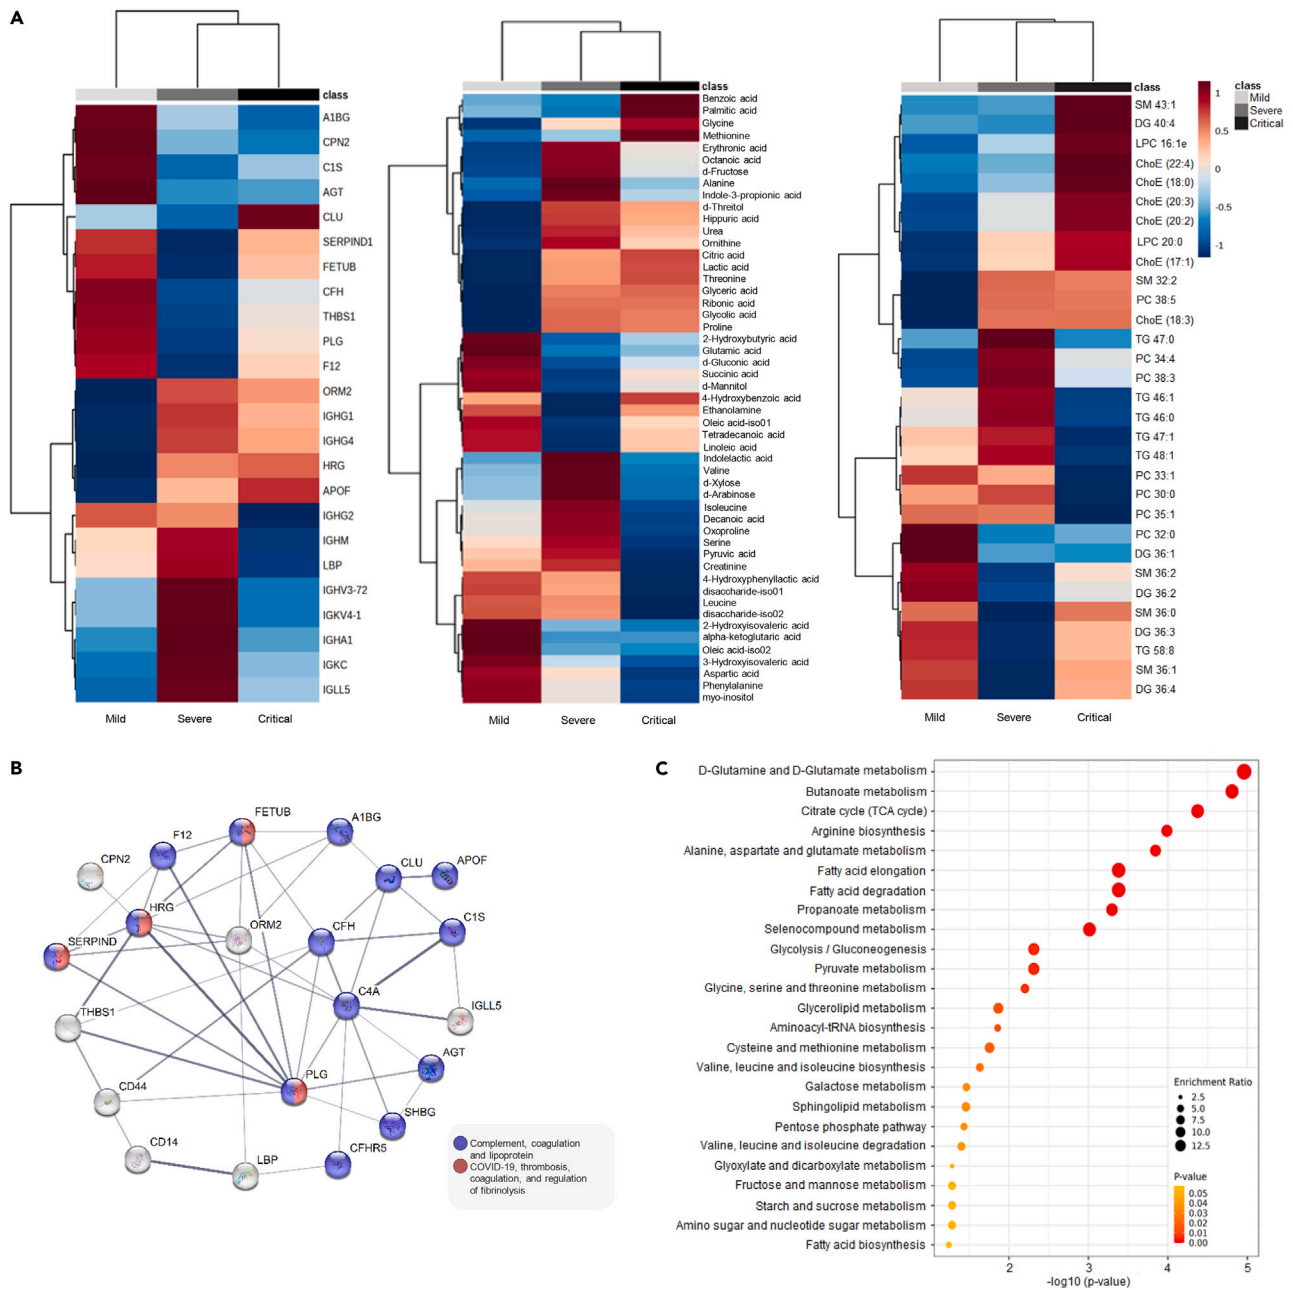 A
class
A1BG
CPN2
C1S
AGT
CLU
SERPIND1
FETUB
CFH
THBS1
PLG
F12
ORM2
IGHG1
IGHG4
HRG
APOF
IGHG2
IGHM
LBP
IGHV3-72
IGKV4-1
IGHA1
IGKC
IGLL5
Mild
Severe
Critical
class
Benzoic acid
Palmitic acid
Glycine
Methionine
Erythronic acid
Octanoic acid
d-Fructose
Alanine
Indole-3-propionic acid
d-Threitol
Hippuric acid
Urea
Ornithine
Citric acid
Lactic acid
Threonine
Glyceric acid
Ribonic acid
Glycolic acid
Proline
2-Hydroxybutyric acid
Glutamic acid
d-Gluconic acid
Succinic acid
d-Mannitol
4-Hydroxybenzoic acid
Ethanolamine
Oleic acid-iso01
Tetradecanoic acid
Linoleic acid
Indolelactic acid
Valine
d-Xylose
d-Arabinose
Isoleucine
Decanoic acid
Oxoproline
Serine
Pyruvic acid
Creatinine
4-Hydroxyphenyllactic acid
disaccharide-iso01
Leucine
disaccharide-iso02
2-Hydroxyisovaleric acid
alpha-ketoglutaric acid
Oleic acid-iso02
3-Hydroxyisovaleric acid
Aspartic acid
Phenylalanine
myo-inositol
Mild
Severe
Critical
class
SM 43:1
DG 40:4
LPC 16:1e
ChoE (22:4)
ChoE (18:0)
ChoE (20:3)
ChoE (20:2)
LPC 20:0
ChoE (17:1)
SM 32:2
PC 38:5
ChoE (18:3)
TG 47:0
PC 34:4
PC 38:3
TG 46:1
TG 46:0
TG 47:1
TG 48:1
PC 33:1
PC 30:0
PC 35:1
PC 32:0
DG 36:1
SM 36:2
DG 36:2
SM 36:0
DG 36:3
TG 58:8
SM 36:1
DG 36:4
Mild
Severe
Critical
1
0.5
0
-0.5
-1
class
Mild
Severe
Critical
B
FETUB
A1BG
F12
CPN2
CLU
APOF
HRG
ORM2
CFH
C1S
SERPIND
C4A
THBS1
IGLL5
AGT
PLG
CD44
SHBG
CD14
LBP
CFHR5
Complement, coagulation
and lipoprotein
COVID-19, thrombosis,
coagulation, and regulation
of fibrinolysis
C
D-Glutamine and D-Glutamate metabolism
Butanoate metabolism
Citrate cycle (TCA cycle)
Arginine biosynthesis
Alanine, aspartate and glutamate metabolism
Fatty acid elongation
Fatty acid degradation
Propanoate metabolism
Selenocompound metabolism
Glycolysis / Gluconeogenesis
Pyruvate metabolism
Glycine, serine and threonine metabolism
Glycerolipid metabolism
Aminoacyl-tRNA biosynthesis
Cysteine and methionine metabolism
Valine, leucine and isoleucine biosynthesis
Galactose metabolism
Sphingolipid metabolism
Pentose phosphate pathway
Valine, leucine and isoleucine degradation
Glyoxylate and dicarboxylate metabolism
Fructose and mannose metabolism
Starch and sucrose metabolism
Amino sugar and nucleotide sugar metabolism
Fatty acid biosynthesis
2
3
4
5
-log10 (p-value)
Enrichment Ratio
2.5
5.0
7.5
10.0
12.5
P-value
0.05
0.04
0.03
0.02
0.01
0.00